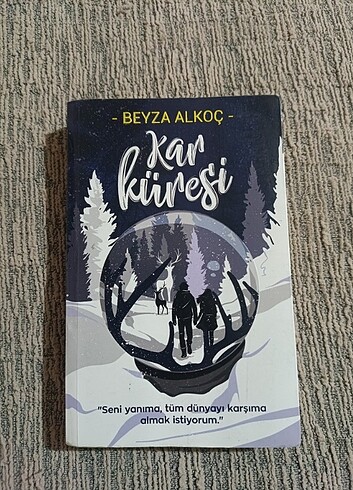 - BEYZA ALKOÇ -
Kar
küresi
"Seni yanıma, tüm dünyayı karşıma
almak istiyorum."